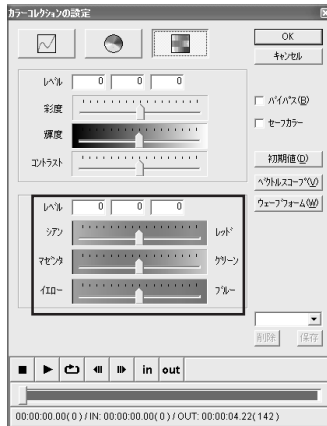 カラーコレクションの設定
OK
キャンセル
レベル 0 0 0
彩度
輝度
コントラスト
バイパス(B)
セーフカラー
初期値(D)
ベクトルスコープ(V)
ウェーブフォーム(W)
レベル 0 0 0
シアン レッド
マゼンタ グリーン
イエロー ブルー
削除 保存
in out
00:00:00.00( 0 ) / IN: 00:00:00.00( 0 ) / OUT: 00:00:04.22( 142 )